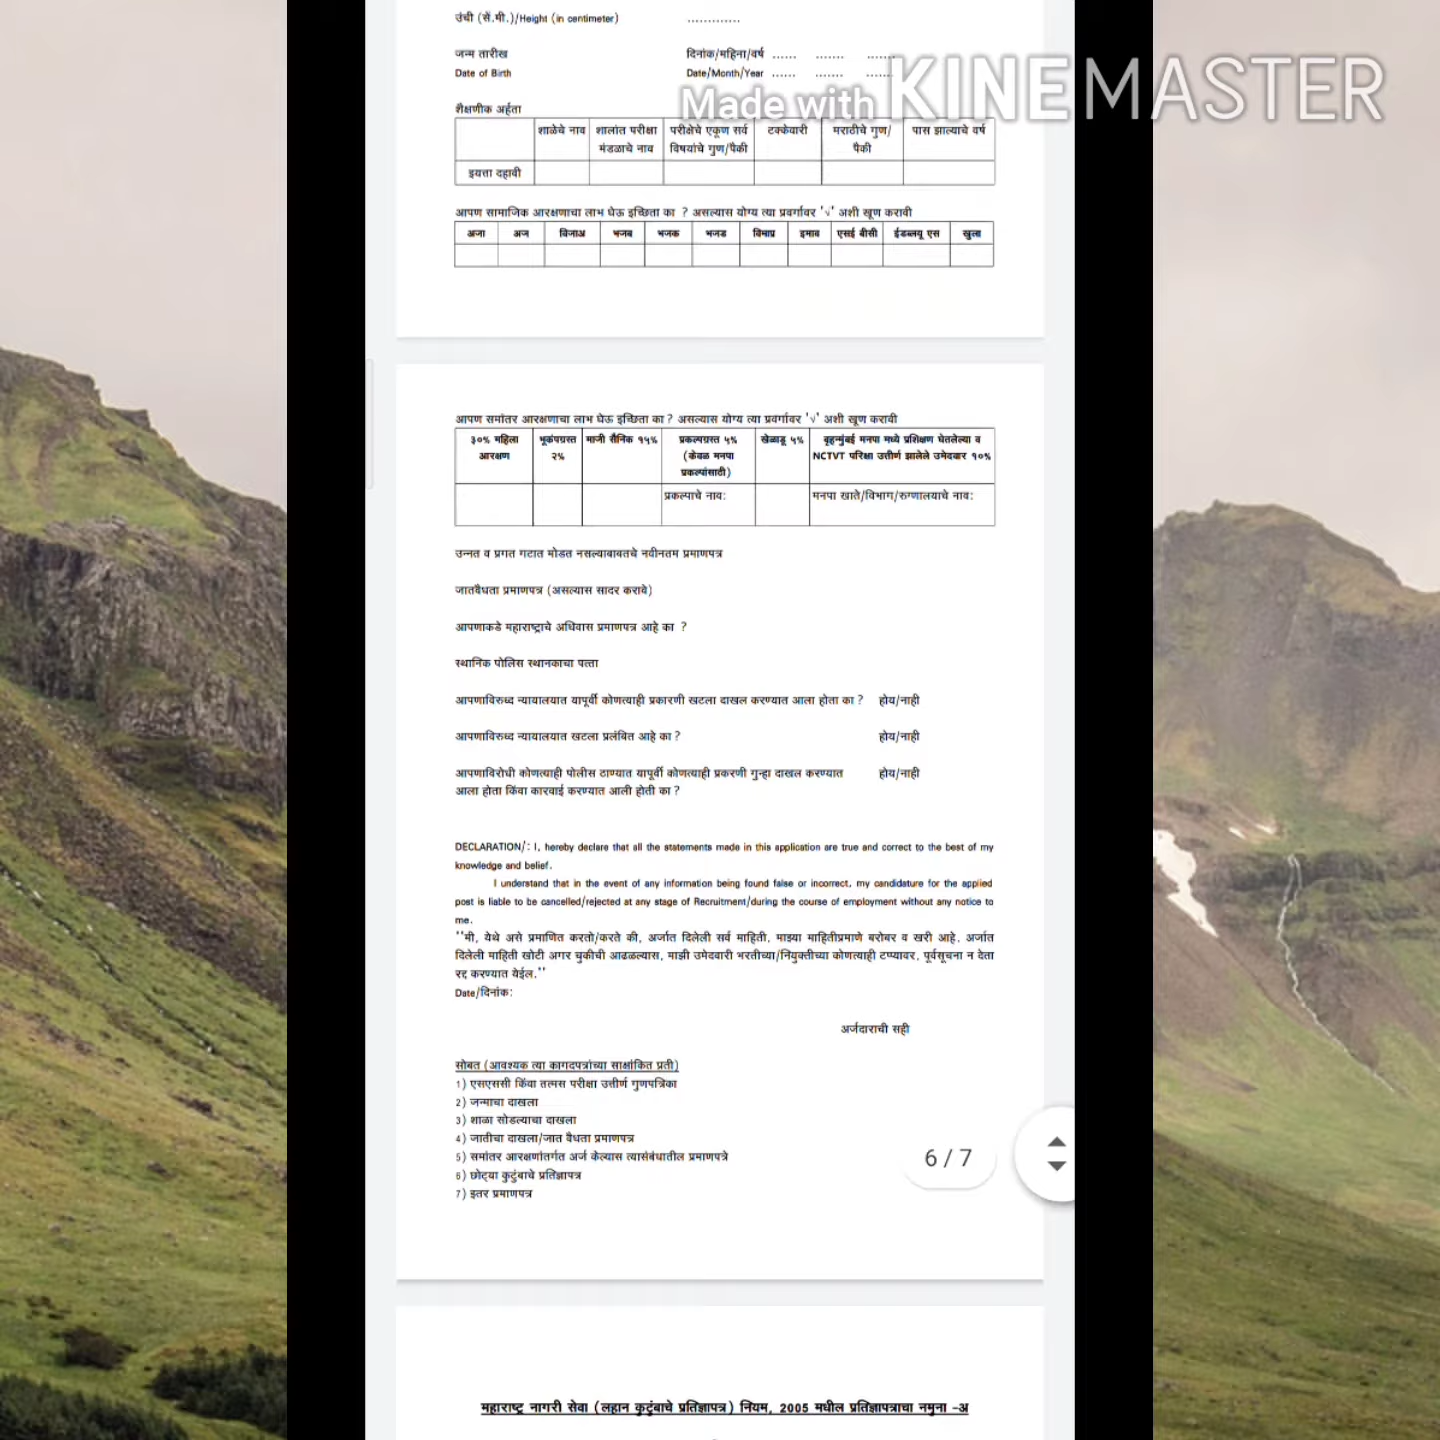 उंची (सें.मी.)/Height (in centimeter) .............
जन्म तारीख दिनांक/महिना/वर्ष ...... ....... .......
Date of Birth Date/Month/Year ...... ....... .......
Made with KINEMASTER
शैक्षणीक अर्हता
शाळेचे नाव शालांत परीक्षा मंडळाचे नाव परीक्षेचे एकूण सर्व विषयांचे गुण/पैकी टक्केवारी मराठीचे गुण/पैकी पास झाल्याचे वर्ष
इयत्ता दहावी
आपण सामाजिक आरक्षणाचा लाभ घेऊ इच्छिता का ? असल्यास योग्य त्या प्रवर्गावर '√' अशी खूण करावी
अजा अज विजाअ भजब भजक भजड विमाप्र इमाव एसई बीसी ईडब्लयू एस खुला
आपण समांतर आरक्षणाचा लाभ घेऊ इच्छिता का ? असल्यास योग्य त्या प्रवर्गावर '√' अशी खूण करावी
३०% महिला आरक्षण भूकंपग्रस्त २% माजी सैनिक १५% प्रकल्पग्रस्त ५% (केवळ मनपा प्रकल्पांसाठी) खेळाडू ५% बृहन्मुंबई मनपा मध्ये प्रशिक्षण घेतलेल्या व NCTVT परिक्षा उत्तीर्ण झालेले उमेदवार १०%
प्रकल्पाचे नाव: मनपा खाते/विभाग/रुग्णालयाचे नाव:
उन्नत व प्रगत गटात मोडत नसल्याबाबतचे नवीनतम प्रमाणपत्र
जातवैधता प्रमाणपत्र (असल्यास सादर करावे)
आपणाकडे महाराष्ट्राचे अधिवास प्रमाणपत्र आहे का ?
स्थानिक पोलिस स्थानकाचा पत्ता
आपणाविरुध्द न्यायालयात यापूर्वी कोणत्याही प्रकारणी खटला दाखल करण्यात आला होता का ? होय/नाही
आपणाविरुध्द न्यायालयात खटला प्रलंबित आहे का ? होय/नाही
आपणाविरोधी कोणत्याही पोलीस ठाण्यात यापूर्वी कोणत्याही प्रकरणी गुन्हा दाखल करण्यात होय/नाही
आला होता किंवा कारवाई करण्यात आली होती का ?
DECLARATION/: I, hereby declare that all the statements made in this application are true and correct to the best of my
knowledge and belief.
I understand that in the event of any information being found false or incorrect, my candidature for the applied
post is liable to be cancelled/rejected at any stage of Recruitment/during the course of employment without any notice to
me.
''मी, येथे असे प्रमाणित करतो/करते की, अर्जात दिलेली सर्व माहिती, माझ्या माहितीप्रमाणे बरोबर व खरी आहे. अर्जात
दिलेली माहिती खोटी अगर चुकीची आढळल्यास, माझी उमेदवारी भरतीच्या/नियुक्तीच्या कोणत्याही टप्प्यावर, पूर्वसूचना न देता
रद्द करण्यात येईल.''
Date/दिनांक:
अर्जदाराची सही
सोबत (आवश्यक त्या कागदपत्रांच्या साक्षांकित प्रती)
1) एसएससी किंवा तत्सम परीक्षा उत्तीर्ण गुणपत्रिका
2) जन्माचा दाखला
3) शाळा सोडल्याचा दाखला
4) जातीचा दाखला/जात वैधता प्रमाणपत्र
5) समांतर आरक्षणांतर्गत अर्ज केल्यास त्यासंबंधातील प्रमाणपत्रे
6) छोट्या कुटुंबाचे प्रतिज्ञापत्र
7) इतर प्रमाणपत्र
6 / 7
महाराष्ट्र नागरी सेवा (लहान कुटुंबाचे प्रतिज्ञापत्र) नियम, 2005 मधील प्रतिज्ञापत्राचा नमुना -अ